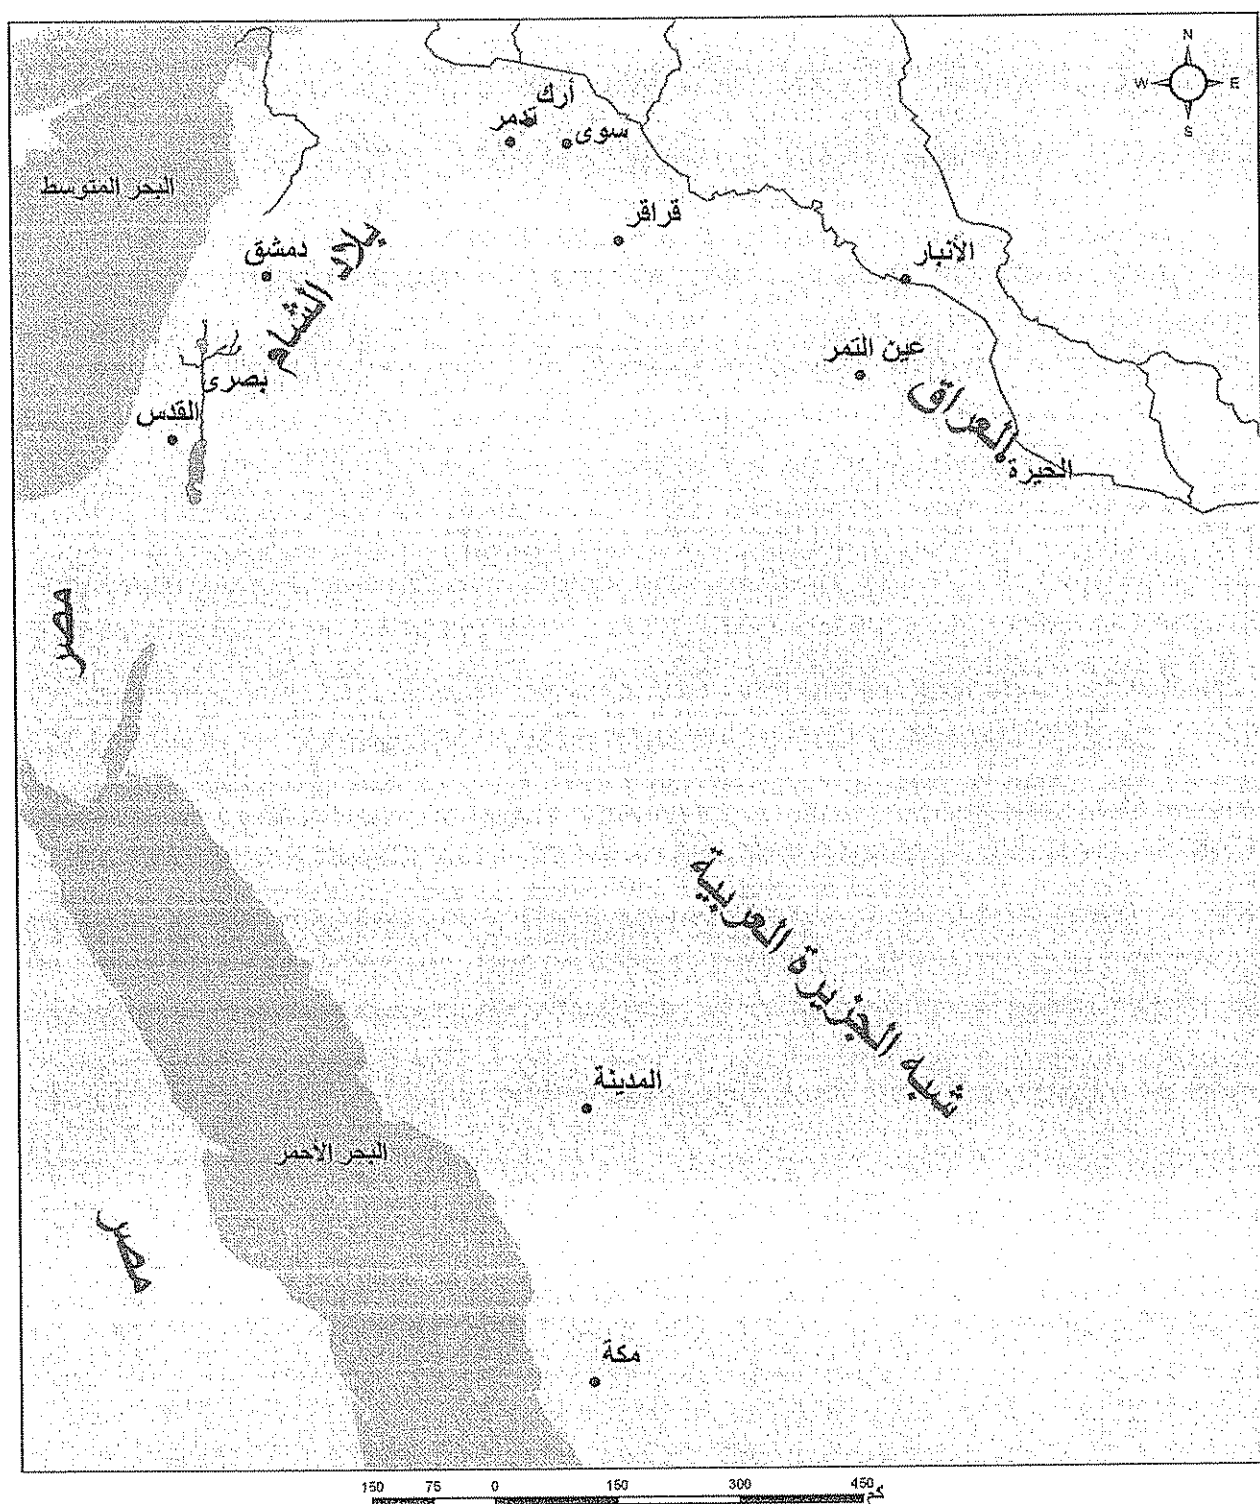 N
W E
S
أرك
تدمر
سوى
البحر المتوسط
قراقر
دمشق
بلاد الشام
الأنبار
عين التمر
بصرى
القدس
العراق
الحيرة
مصر
شبه الجزيرة العربية
المدينة
البحر الاحمر
مصر
مكة
150 75 0 150 300 450 كم